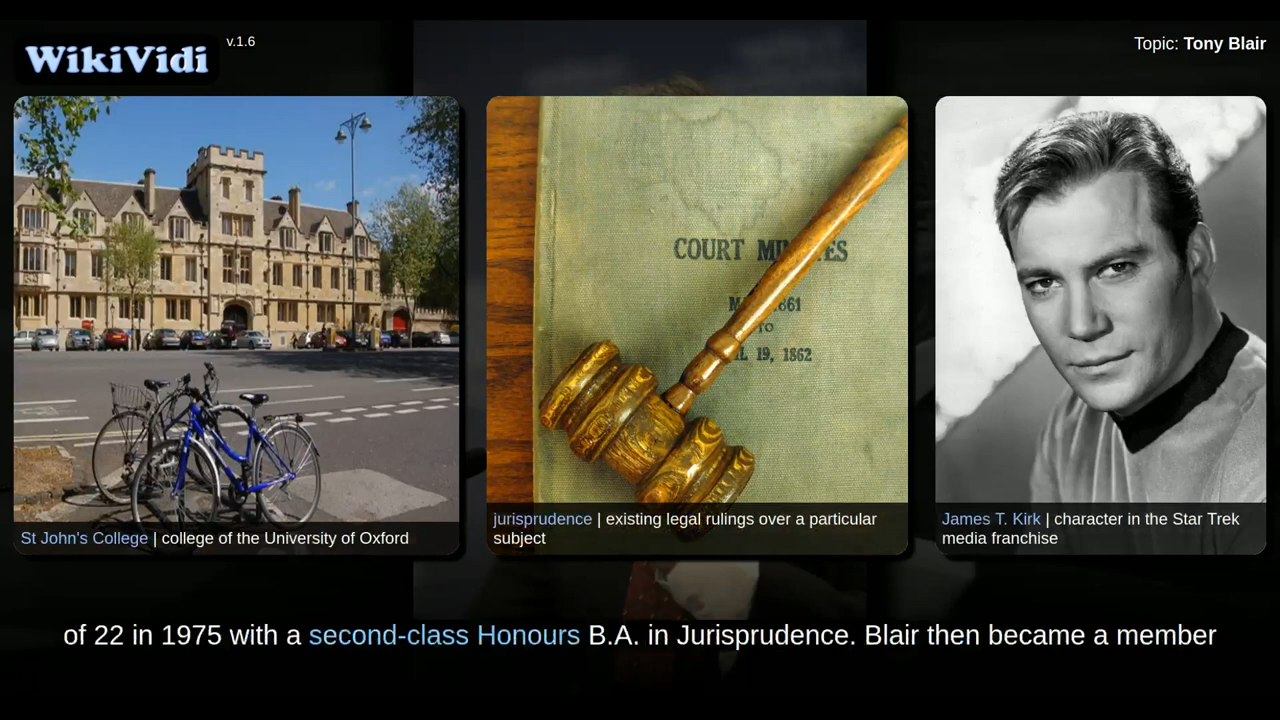 WikiVidi
v.1.6
Topic: Tony Blair
COURT
1861
TO
19, 1862
St John's College | college of the University of Oxford
jurisprudence | existing legal rulings over a particular
subject
James T. Kirk | character in the Star Trek
media franchise
of 22 in 1975 with a second-class Honours B.A. in Jurisprudence. Blair then became a member